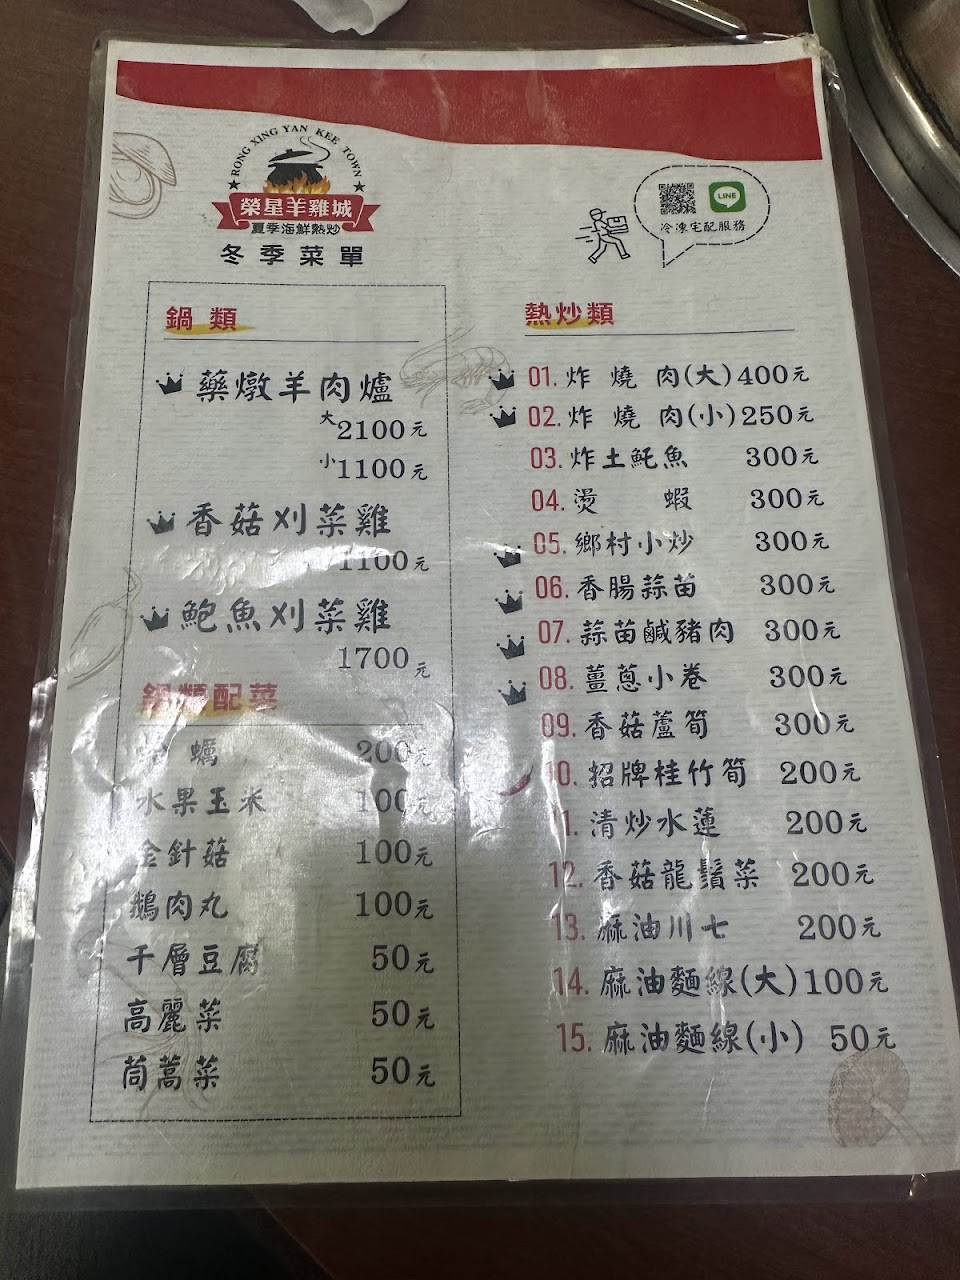 RONG XING YAN KEE TOWN
榮星羊雞城
夏季海鮮熱炒
冬季菜單
LINE
冷凍宅配服務
鍋類
藥燉羊肉爐
大2100元
小1100元
香菇刈菜雞
1100元
鮑魚刈菜雞
1700元
鍋類配菜
蠣 200元
水果玉米 100元
金針菇 100元
鵝肉丸 100元
千層豆腐 50元
高麗菜 50元
茼蒿菜 50元
熱炒類
01. 炸燒肉(大) 400元
02. 炸燒肉(小) 250元
03. 炸土魠魚 300元
04. 燙蝦 300元
05. 鄉村小炒 300元
06. 香腸蒜苗 300元
07. 蒜苗鹹豬肉 300元
08. 薑蔥小卷 300元
09. 香菇蘆筍 300元
10. 招牌桂竹筍 200元
11. 清炒水蓮 200元
12. 香菇龍鬚菜 200元
13. 麻油川七 200元
14. 麻油麵線(大) 100元
15. 麻油麵線(小) 50元